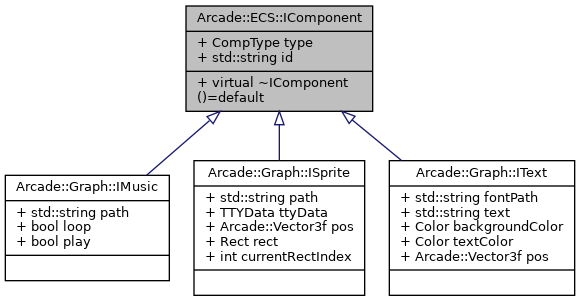 Arcade::ECS::IComponent
+ CompType type
+ std::string id
+ virtual ~IComponent
()=default
Arcade::Graph::IMusic
+ std::string path
+ bool loop
+ bool play
Arcade::Graph::ISprite
+ std::string path
+ TTYData ttyData
+ Arcade::Vector3f pos
+ Rect rect
+ int currentRectIndex
Arcade::Graph::IText
+ std::string fontPath
+ std::string text
+ Color backgroundColor
+ Color textColor
+ Arcade::Vector3f pos